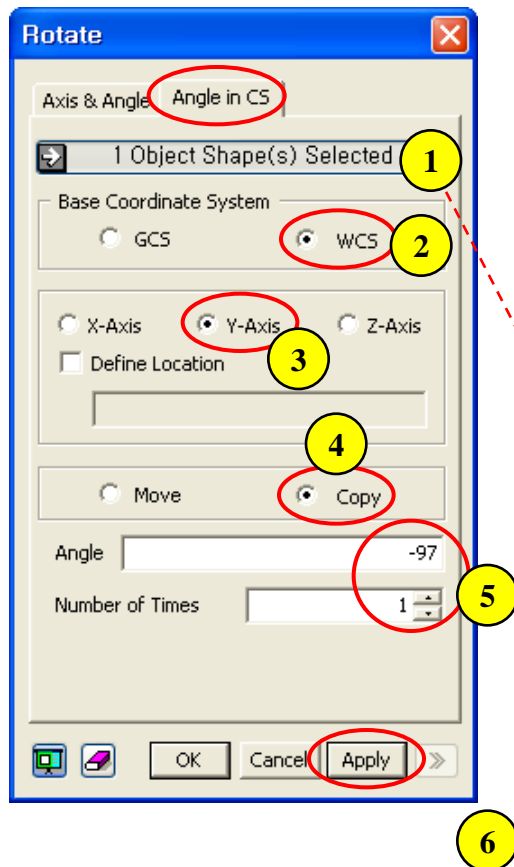 Rotate
Axis & Angle Angle in CS
1 Object Shape(s) Selected 1
Base Coordinate System
GCS WCS 2
X-Axis Y-Axis Z-Axis
3
Define Location
4
Move Copy
Angle -97
5
Number of Times 1
OK Cancel Apply
6